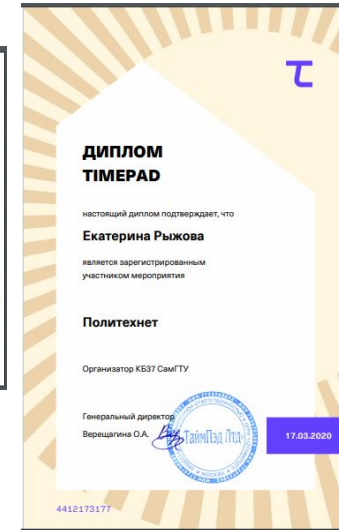 ДИПЛОМ
TIMEPAD
настоящий диплом подтверждает, что
Екатерина Рыжова
является зарегистрированным
участником мероприятия
Политехнет
Организатор КБ37 СамГТУ
Генеральный директор
Верещагина О.А.
ТаймПэд Лтд
МОСКВА
17.03.2020
4412173177